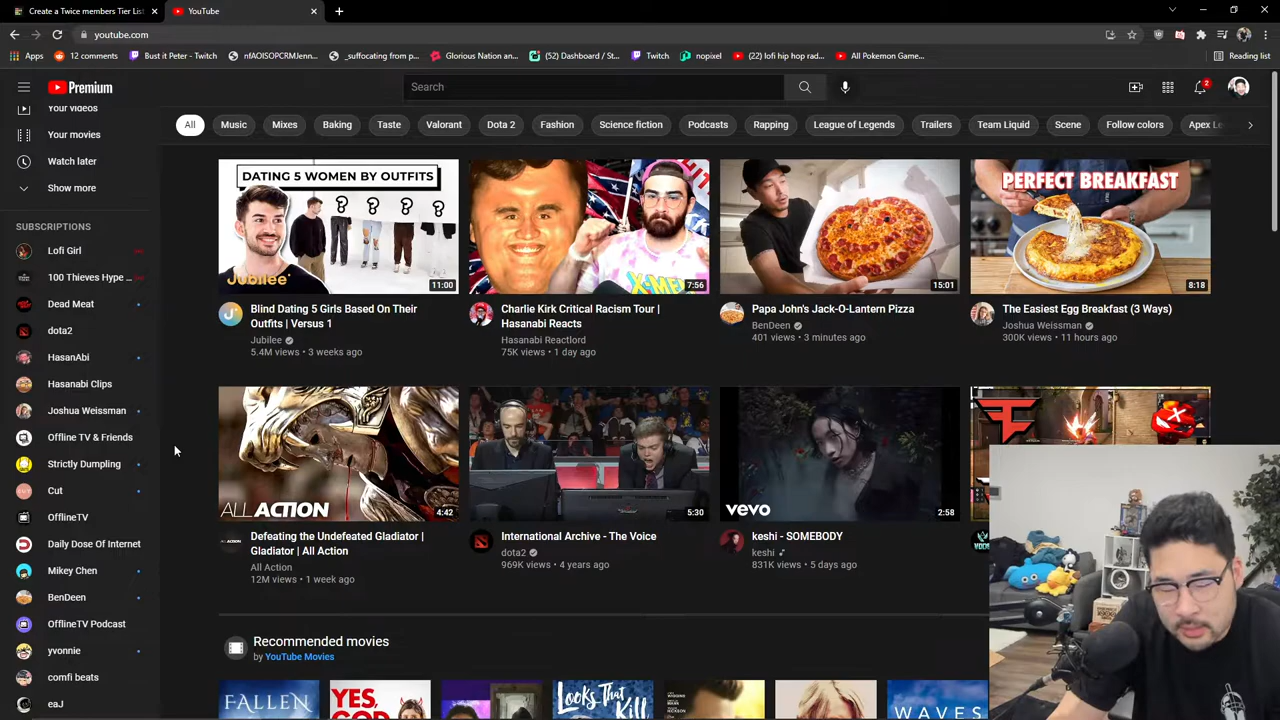 Create a Twice members Tier List
YouTube
youtube.com
Apps
12 comments
Bust it Peter - Twitch
nfAOISOPCRMJenn...
_suffocating from po...
Glorious Nation an...
(52) Dashboard / St...
Twitch
nopixel
(22) lofi hip hop rad...
All Pokemon Game...
Reading list
Premium
Search
2
Your videos
Your movies
Watch later
Show more
SUBSCRIPTIONS
Lofi Girl
100 Thieves Hype ...
Dead Meat
dota2
HasanAbi
Hasanabi Clips
Joshua Weissman
Offline TV & Friends
Strictly Dumpling
Cut
OfflineTV
Daily Dose Of Internet
Mikey Chen
BenDeen
OfflineTV Podcast
yvonnie
comfi beats
eaJ
All
Music
Mixes
Baking
Taste
Valorant
Dota 2
Fashion
Science fiction
Podcasts
Rapping
League of Legends
Trailers
Team Liquid
Scene
Follow colors
Apex Le
DATING 5 WOMEN BY OUTFITS
? ? ? ?
Jubilee
11:00
Blind Dating 5 Girls Based On Their
Outfits | Versus 1
Jubilee
5.4M views • 3 weeks ago
X-MEN
7:56
Charlie Kirk Critical Racism Tour |
Hasanabi Reacts
Hasanabi Reactlord
75K views • 1 day ago
15:01
Papa John's Jack-O-Lantern Pizza
BenDeen
401 views • 3 minutes ago
PERFECT BREAKFAST
8:18
The Easiest Egg Breakfast (3 Ways)
Joshua Weissman
300K views • 11 hours ago
ALL ACTION
4:42
Defeating the Undefeated Gladiator |
Gladiator | All Action
All Action
12M views • 1 week ago
5:30
International Archive - The Voice
dota2
969K views • 4 years ago
vevo
2:58
keshi - SOMEBODY
keshi
831K views • 5 days ago
Recommended movies
by YouTube Movies
FALLEN
YES,
GOD
LOOKS THAT
Kill
WAVES